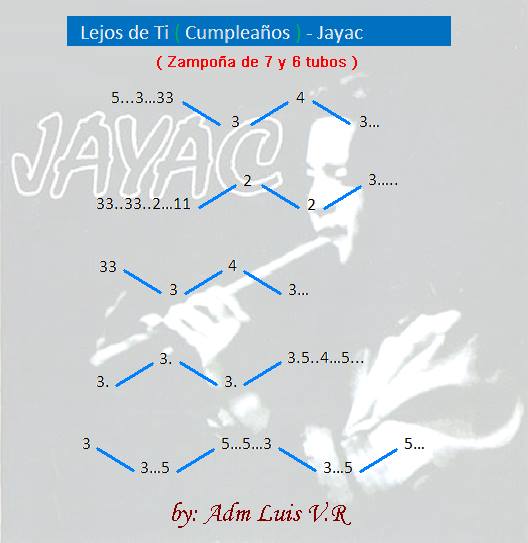 Lejos de Ti ( Cumpleaños ) - Jayac
( Zampoña de 7 y 6 tubos )
JAYAC
5...3...33 3 4 3...
33..33..2...11 2 2 3.....
33 3 4 3...
3. 3. 3. 3.5..4...5...
3 3...5 5...5...3 3...5 5...
by: Adm Luis V.R